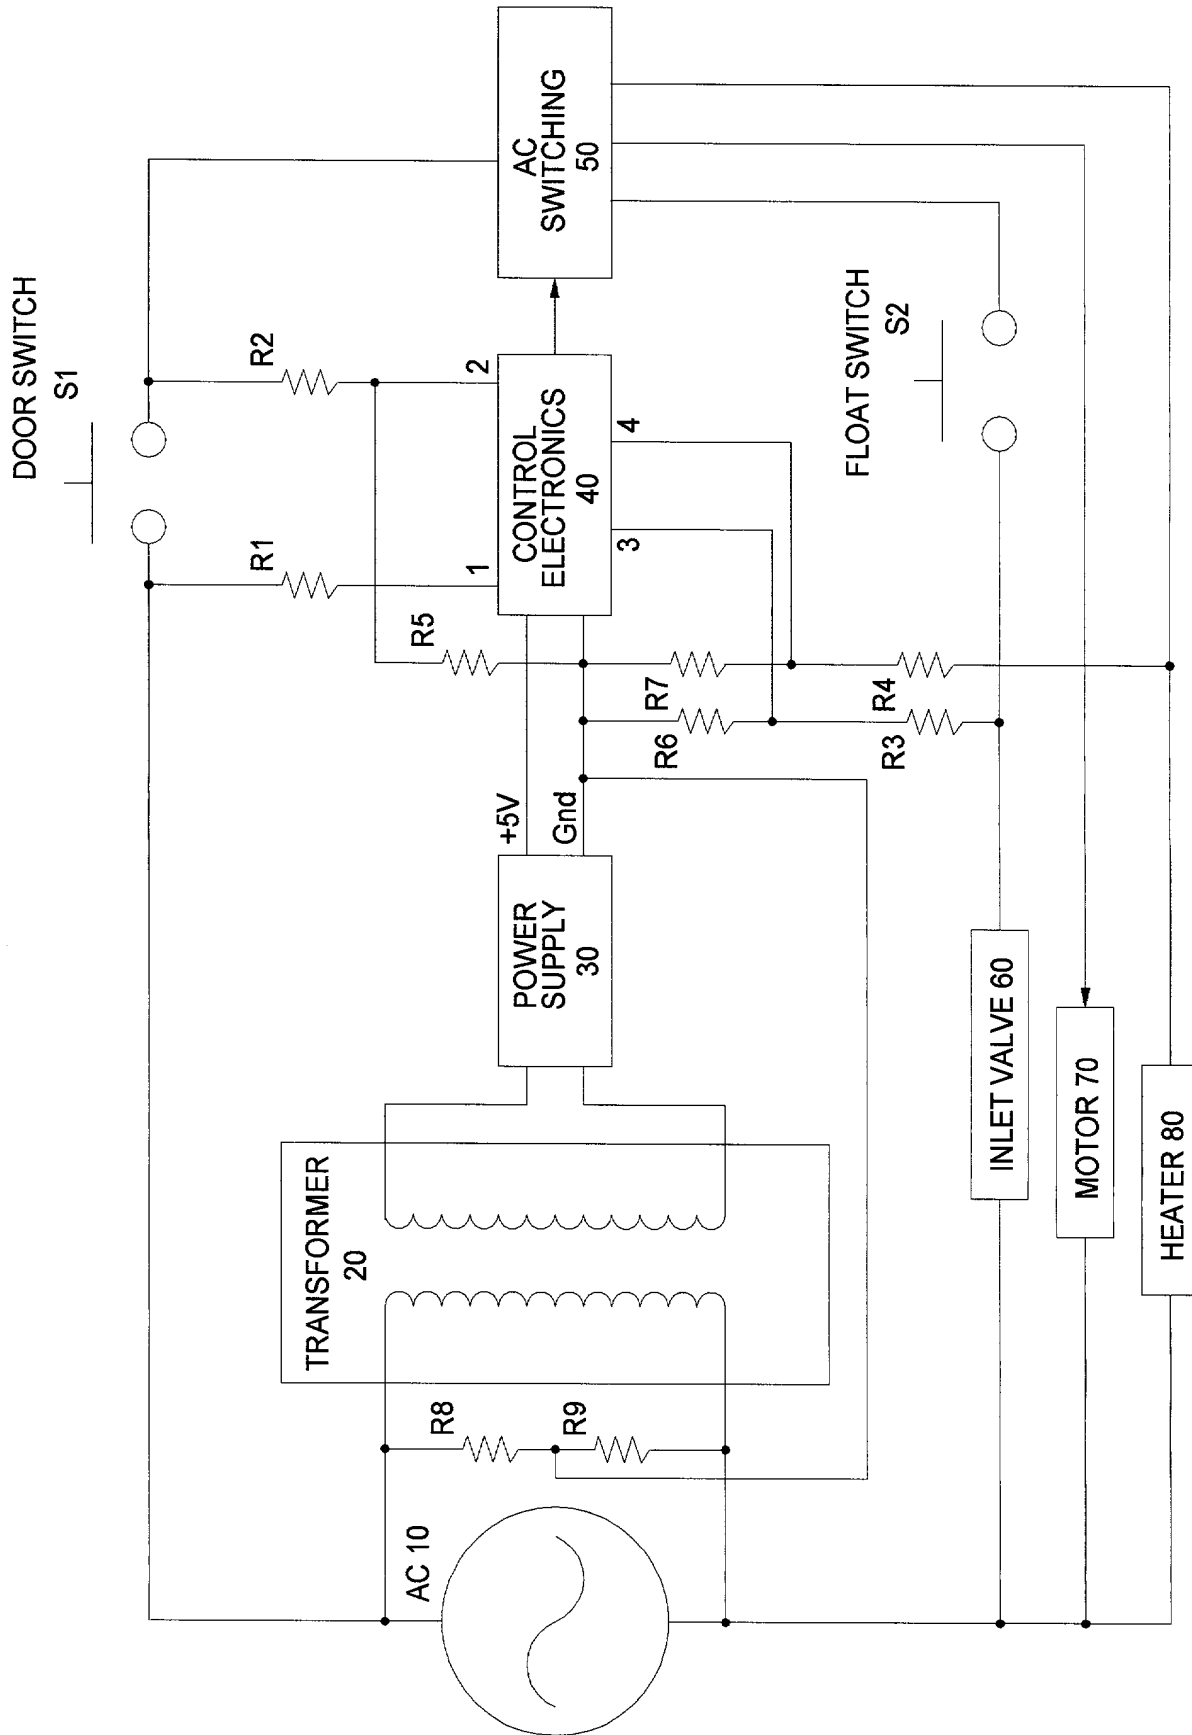 DOOR SWITCH
S1
R1
R2
AC 10
R8
R9
TRANSFORMER
20
POWER
SUPPLY
30
+5V
Gnd
R5
1
2
CONTROL
ELECTRONICS
40
3
4
AC
SWITCHING
50
R7
R6
R4
R3
FLOAT SWITCH
S2
INLET VALVE 60
MOTOR 70
HEATER 80